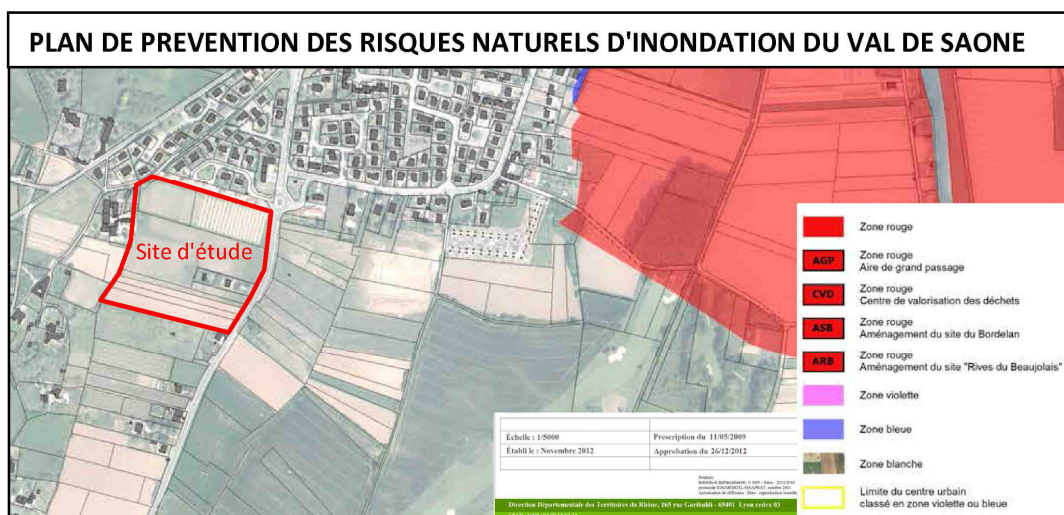 PLAN DE PREVENTION DES RISQUES NATURELS D'INONDATION DU VAL DE SAONE
Site d'étude
Zone rouge
AGP
Zone rouge
Aire de grand passage
CVD
Zone rouge
Centre de valorisation des déchets
ASB
Zone rouge
Aménagement du site du Bordelan
ARB
Zone rouge
Aménagement du site "Rives du Beaujolais"
Zone violette
Zone bleue
Zone blanche
Limite du centre urbain
classé en zone violette ou bleue
Échelle : 1/5000
Prescription du 11/05/2009
Établi le : Novembre 2012
Approbation du 26/12/2012
Direction Départementale des Territoires du Rhône, 165 rue Garibaldi - 69401 Lyon cedex 03